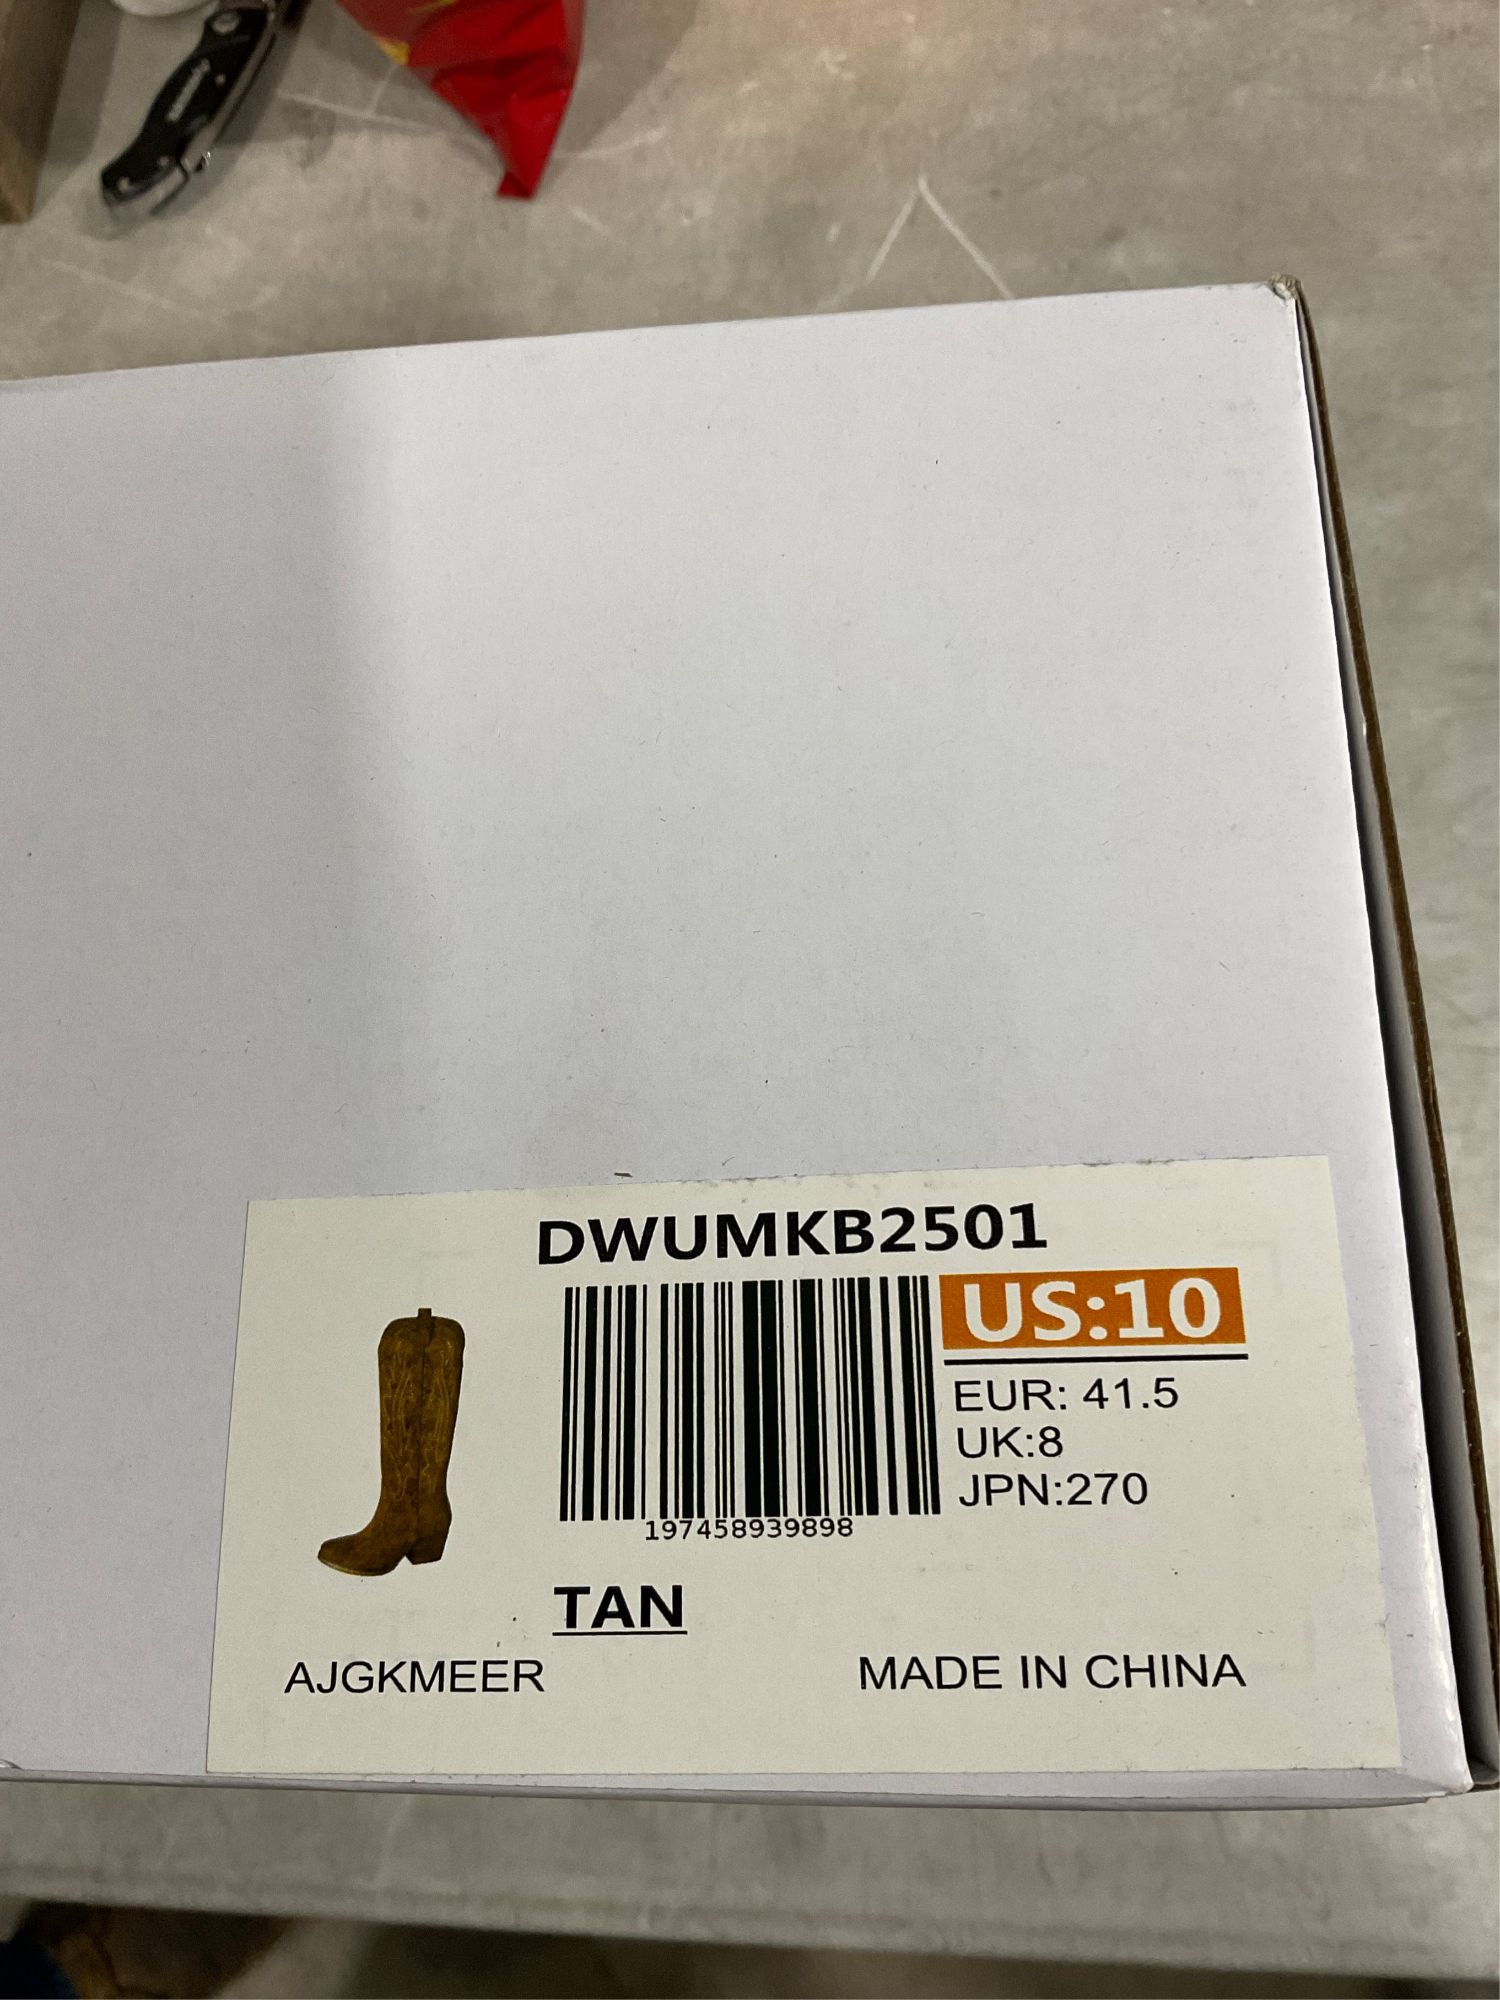 DWUMKB2501
US:10
EUR: 41.5
UK:8
JPN:270
197458939898
TAN
AJGKMEER
MADE IN CHINA